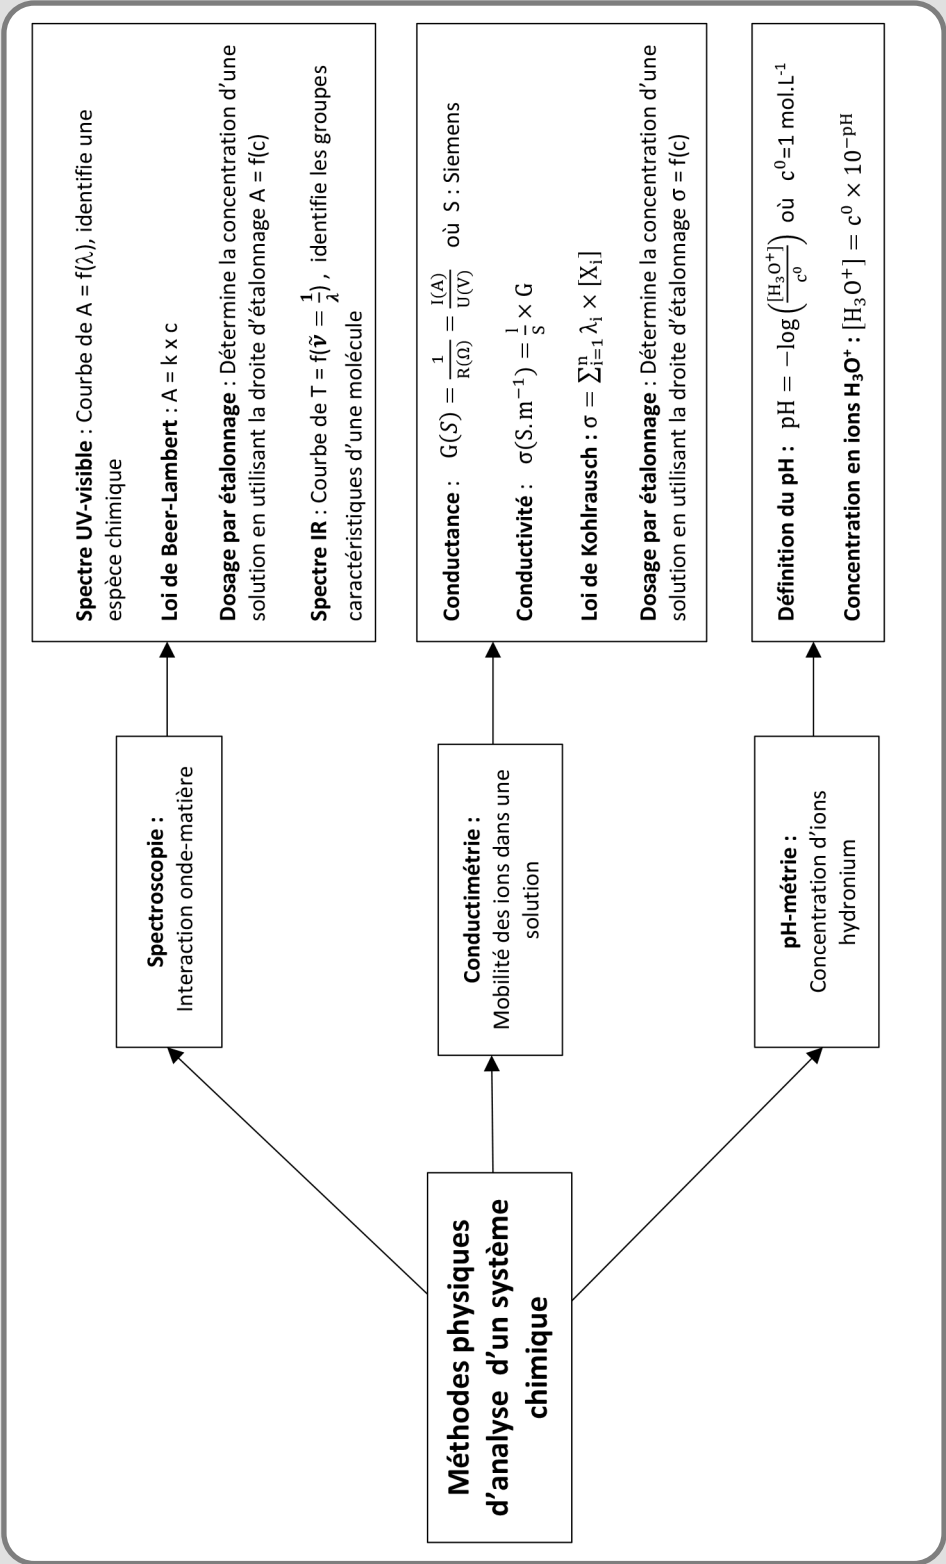 Méthodes physiques
d’analyse d’un système
chimique
Spectroscopie :
Interaction onde-matière
Spectre UV-visible : Courbe de A = f(λ), identifie une
espèce chimique
Loi de Beer-Lambert : A = k x c
Dosage par étalonnage : Détermine la concentration d’une
solution en utilisant la droite d’étalonnage A = f(c)
Spectre IR : Courbe de T = f(ν̃ = 1/λ), identifie les groupes
caractéristiques d’une molécule
Conductimétrie :
Mobilité des ions dans une
solution
Conductance : G(S) = 1/R(Ω) = I(A)/U(V) où S : Siemens
Conductivité : σ(S.m⁻¹) = l/S × G
Loi de Kohlrausch : σ = ∑ⁿᵢ₌₁ λᵢ × [Xᵢ]
Dosage par étalonnage : Détermine la concentration d’une
solution en utilisant la droite d’étalonnage σ = f(c)
pH-métrie :
Concentration d’ions
hydronium
Définition du pH : pH = −log([H₃O⁺]/c⁰) où c⁰=1 mol.L⁻¹
Concentration en ions H₃O⁺ : [H₃O⁺] = c⁰ × 10⁻ᵖᴴ